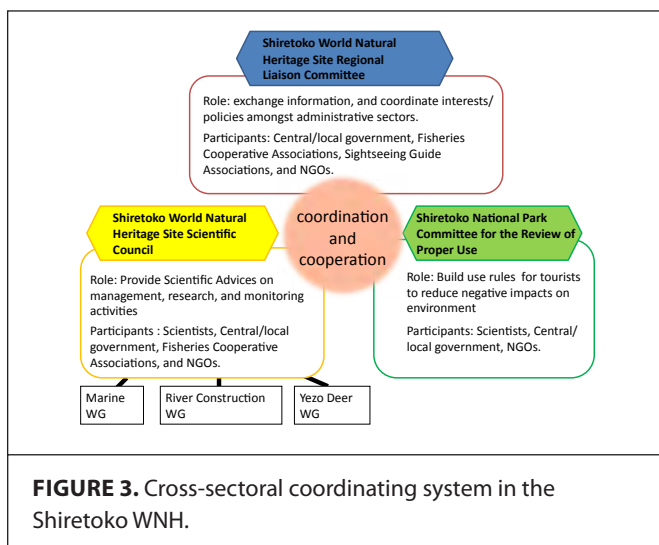 Shiretoko World Natural
Heritage Site Regional
Liaison Committee
Role: exchange information, and coordinate interests/
policies amongst administrative sectors.
Participants: Central/local government, Fisheries
Cooperative Associations, Sightseeing Guide
Associations, and NGOs.
coordination
and
cooperation
Shiretoko World Natural
Heritage Site Scientific
Council
Role: Provide Scientific Advices on
management, research, and monitoring
activities
Participants : Scientists, Central/local
government, Fisheries Cooperative
Associations, and NGOs.
Shiretoko National Park
Committee for the Review of
Proper Use
Role: Build use rules for tourists
to reduce negative impacts on
environment
Participants: Scientists, Central/
local government, NGOs.
Marine
WG
River Construction
WG
Yezo Deer
WG
FIGURE 3. Cross-sectoral coordinating system in the
Shiretoko WNH.